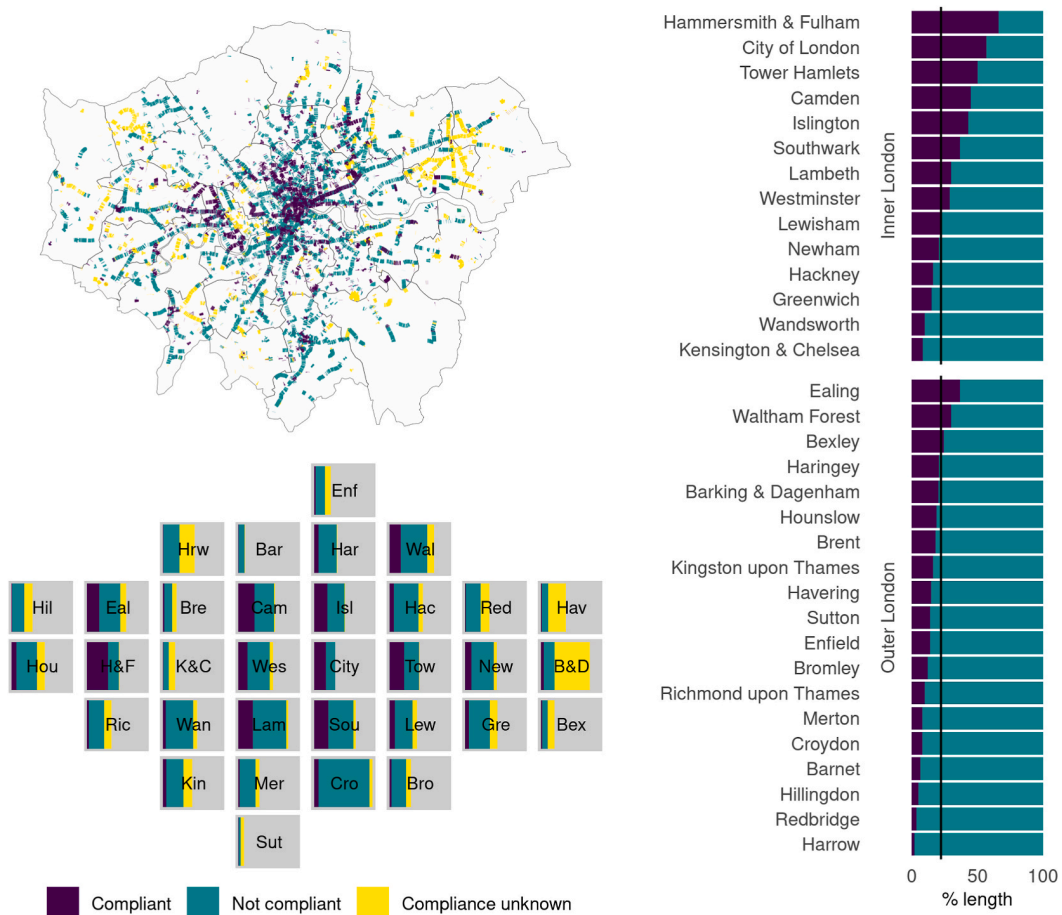 Enf
Hrw
Bar
Har
Wal
Hil
Eal
Bre
Cam
Isl
Hac
Red
Hav
Hou
H&F
K&C
Wes
City
Tow
New
B&D
Ric
Wan
Lam
Sou
Lew
Gre
Bex
Kin
Mer
Cro
Bro
Sut
Compliant
Not compliant
Compliance unknown
Inner London
Hammersmith & Fulham
City of London
Tower Hamlets
Camden
Islington
Southwark
Lambeth
Westminster
Lewisham
Newham
Hackney
Greenwich
Wandsworth
Kensington & Chelsea
Outer London
Ealing
Waltham Forest
Bexley
Haringey
Barking & Dagenham
Hounslow
Brent
Kingston upon Thames
Havering
Sutton
Enfield
Bromley
Richmond upon Thames
Merton
Croydon
Barnet
Hillingdon
Redbridge
Harrow
0 50 100
% length